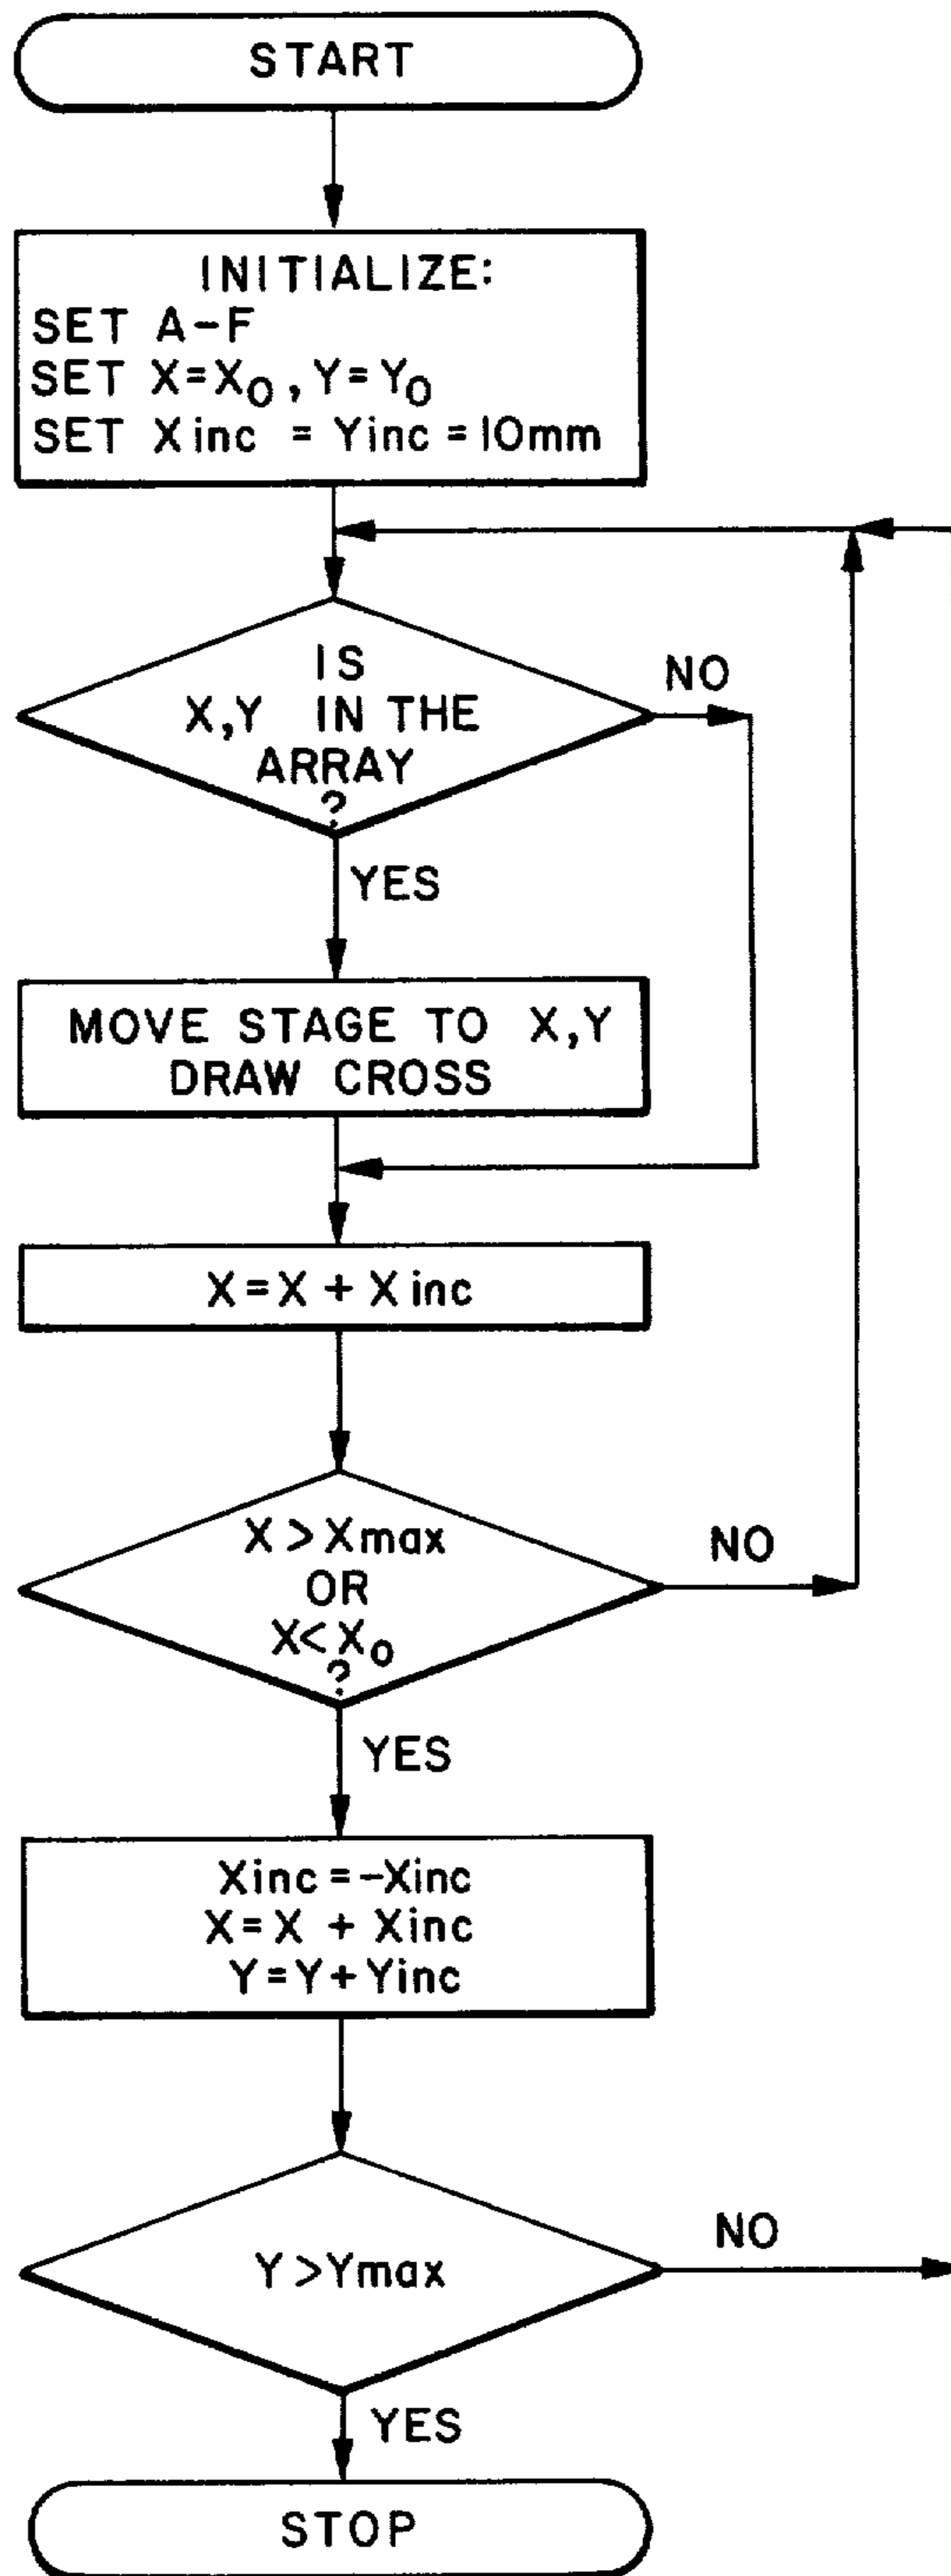 START
INITIALIZE:
SET A-F
SET X=X₀, Y=Y₀
SET Xinc = Yinc = 10mm
IS
X,Y IN THE
ARRAY
?
NO
YES
MOVE STAGE TO X,Y
DRAW CROSS
X=X + Xinc
X>Xmax
OR
X<X₀
?
NO
YES
Xinc=-Xinc
X=X + Xinc
Y=Y+Yinc
Y>Ymax
NO
YES
STOP